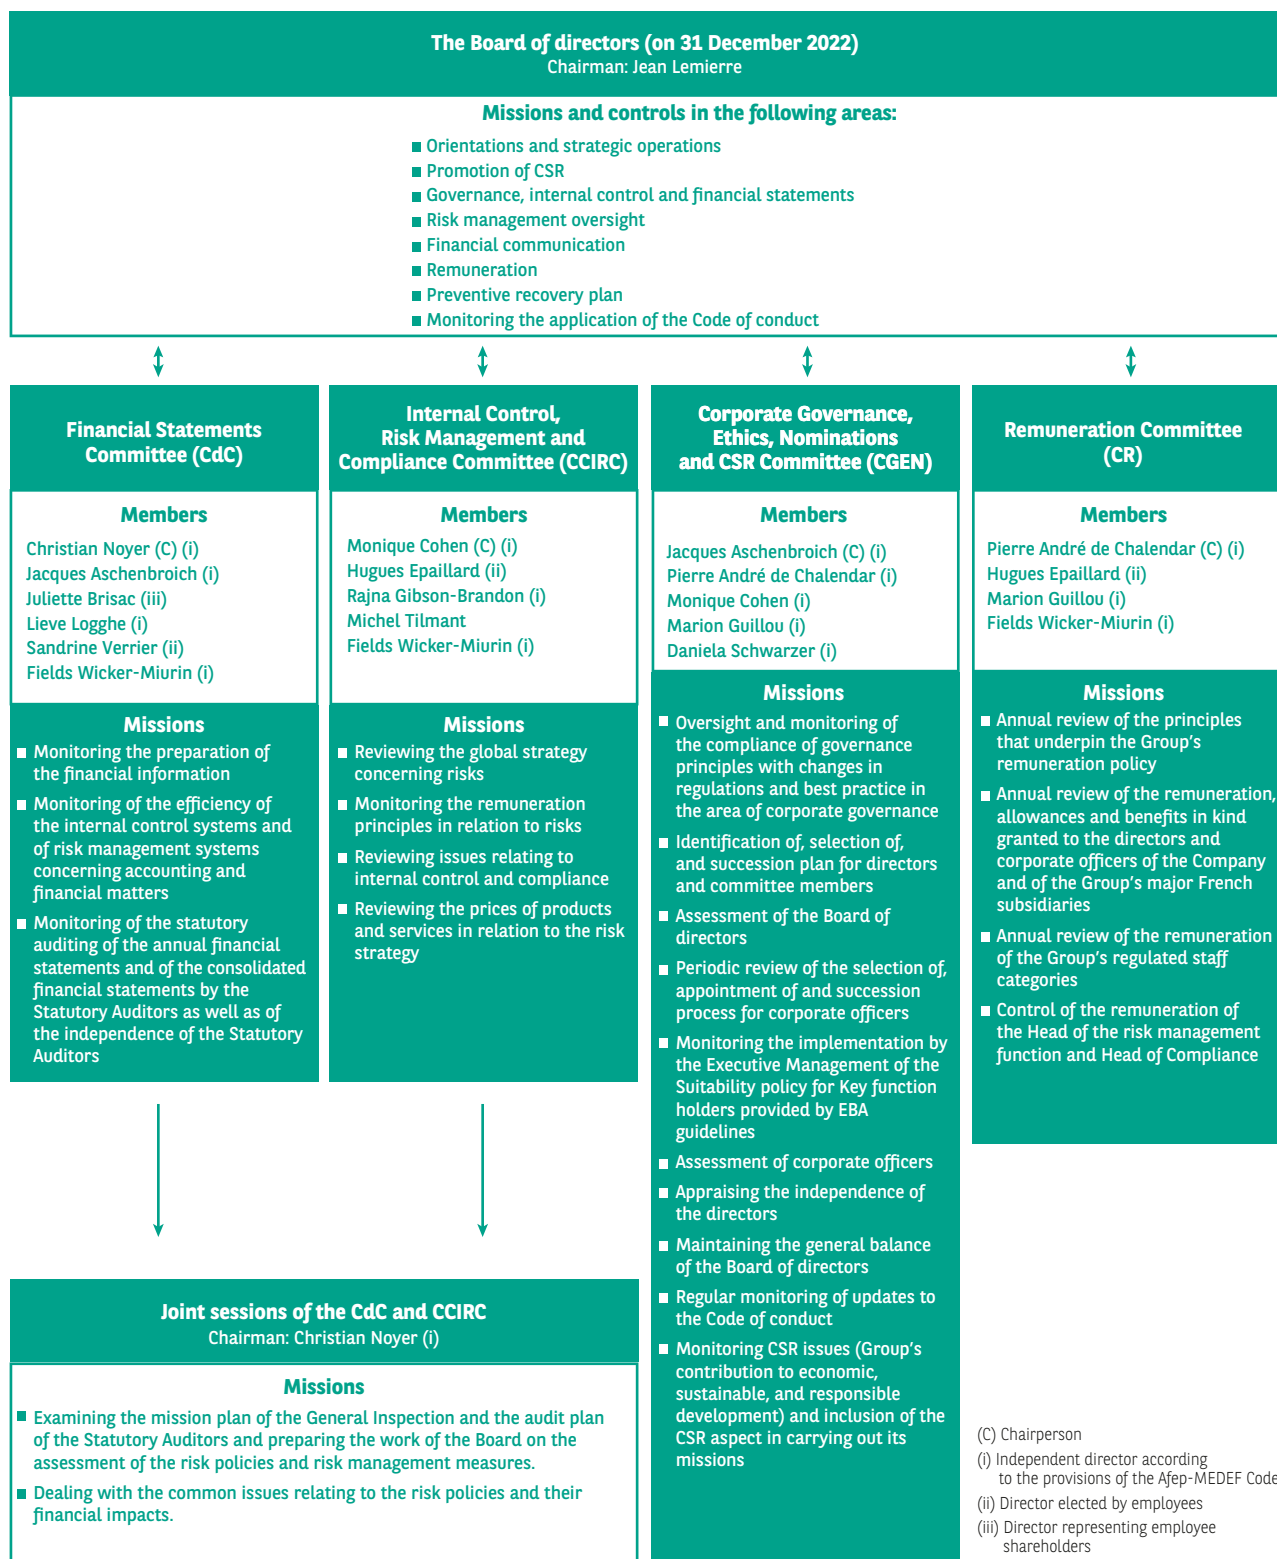 The Board of directors (on 31 December 2022)
Chairman: Jean Lemierre
Missions and controls in the following areas:
■ Orientations and strategic operations
■ Promotion of CSR
■ Governance, internal control and financial statements
■ Risk management oversight
■ Financial communication
■ Remuneration
■ Preventive recovery plan
■ Monitoring the application of the Code of conduct
Financial Statements
Committee (CdC)
Members
Christian Noyer (C) (i)
Jacques Aschenbroich (i)
Juliette Brisac (iii)
Lieve Logghe (i)
Sandrine Verrier (ii)
Fields Wicker-Miurin (i)
Missions
■ Monitoring the preparation of
the financial information
■ Monitoring of the efficiency of
the internal control systems and
of risk management systems
concerning accounting and
financial matters
■ Monitoring of the statutory
auditing of the annual financial
statements and of the consolidated
financial statements by the
Statutory Auditors as well as of
the independence of the Statutory
Auditors
Internal Control,
Risk Management and
Compliance Committee (CCIRC)
Members
Monique Cohen (C) (i)
Hugues Epaillard (ii)
Rajna Gibson-Brandon (i)
Michel Tilmant
Fields Wicker-Miurin (i)
Missions
■ Reviewing the global strategy
concerning risks
■ Monitoring the remuneration
principles in relation to risks
■ Reviewing issues relating to
internal control and compliance
■ Reviewing the prices of products
and services in relation to the risk
strategy
Corporate Governance,
Ethics, Nominations
and CSR Committee (CGEN)
Members
Jacques Aschenbroich (C) (i)
Pierre André de Chalendar (i)
Monique Cohen (i)
Marion Guillou (i)
Daniela Schwarzer (i)
Missions
■ Oversight and monitoring of
the compliance of governance
principles with changes in
regulations and best practice in
the area of corporate governance
■ Identification of, selection of,
and succession plan for directors
and committee members
■ Assessment of the Board of
directors
■ Periodic review of the selection of,
appointment of and succession
process for corporate officers
■ Monitoring the implementation by
the Executive Management of the
Suitability policy for Key function
holders provided by EBA
guidelines
■ Assessment of corporate officers
■ Appraising the independence of
the directors
■ Maintaining the general balance
of the Board of directors
■ Regular monitoring of updates to
the Code of conduct
■ Monitoring CSR issues (Group's
contribution to economic,
sustainable, and responsible
development) and inclusion of the
CSR aspect in carrying out its
missions
Remuneration Committee
(CR)
Members
Pierre André de Chalendar (C) (i)
Hugues Epaillard (ii)
Marion Guillou (i)
Fields Wicker-Miurin (i)
Missions
■ Annual review of the principles
that underpin the Group's
remuneration policy
■ Annual review of the remuneration,
allowances and benefits in kind
granted to the directors and
corporate officers of the Company
and of the Group's major French
subsidiaries
■ Annual review of the remuneration
of the Group's regulated staff
categories
■ Control of the remuneration of
the Head of the risk management
function and Head of Compliance
Joint sessions of the CdC and CCIRC
Chairman: Christian Noyer (i)
Missions
■ Examining the mission plan of the General Inspection and the audit plan
of the Statutory Auditors and preparing the work of the Board on the
assessment of the risk policies and risk management measures.
■ Dealing with the common issues relating to the risk policies and their
financial impacts.
(C) Chairperson
(i) Independent director according
to the provisions of the Afep-MEDEF Code
(ii) Director elected by employees
(iii) Director representing employee
shareholders